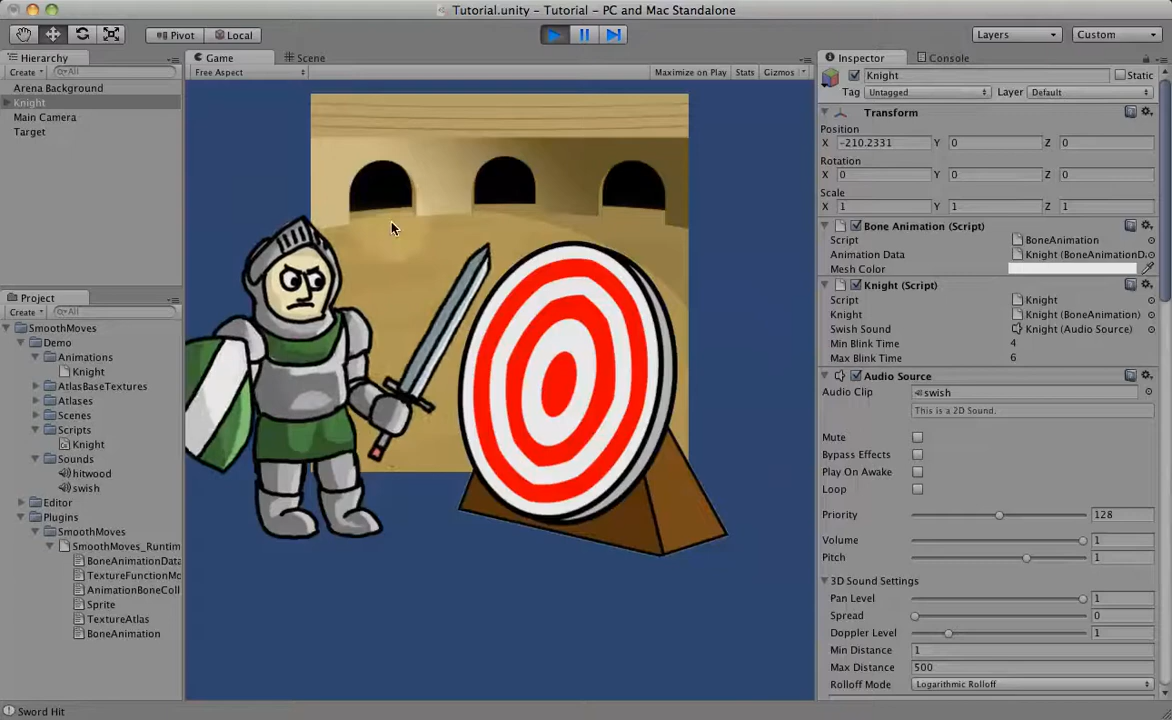 Tutorial.unity - Tutorial - PC and Mac Standalone
Pivot
Local
Layers
Custom
Hierarchy
Create
All
Arena Background
Knight
Main Camera
Target
Project
Create
All
SmoothMoves
Demo
Animations
Knight
AtlasBaseTextures
Atlases
Scenes
Scripts
Knight
Sounds
hitwood
swish
Editor
Plugins
SmoothMoves
SmoothMoves_Runtim
BoneAnimationData
TextureFunctionMo
AnimationBoneColl
Sprite
TextureAtlas
BoneAnimation
Game
Scene
Free Aspect
Maximize on Play
Stats
Gizmos
Inspector
Console
Knight
Static
Tag Untagged
Layer Default
Transform
Position
X -210.2331 Y 0 Z 0
Rotation
X 0 Y 0 Z 0
Scale
X 1 Y 1 Z 1
Bone Animation (Script)
Script BoneAnimation
Animation Data Knight (BoneAnimationD
Mesh Color
Knight (Script)
Script Knight
Knight Knight (BoneAnimation)
Swish Sound Knight (Audio Source)
Min Blink Time 4
Max Blink Time 6
Audio Source
Audio Clip swish
This is a 2D Sound.
Mute
Bypass Effects
Play On Awake
Loop
Priority 128
Volume 1
Pitch 1
3D Sound Settings
Pan Level 1
Spread 0
Doppler Level 1
Min Distance 1
Max Distance 500
Rolloff Mode Logarithmic Rolloff
Sword Hit